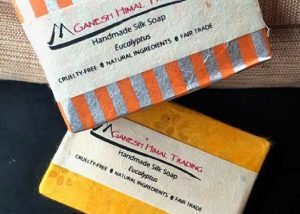 GANESH HIMAL TRADING
Handmade Silk Soap
Eucalyptus
CRUELTY-FREE • NATURAL INGREDIENTS • FAIR TRADE
GANESH HIMAL TRADING
Handmade Silk Soap
Eucalyptus
CRUELTY-FREE • NATURAL INGREDIENTS • FAIR TRADE